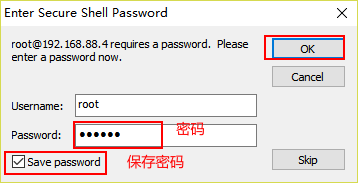 Enter Secure Shell Password
root@192.168.88.4 requires a password.  Please
enter a password now.
OK
Cancel
Username: root
Password: ●●●●●● 密码
Save password 保存密码
Skip